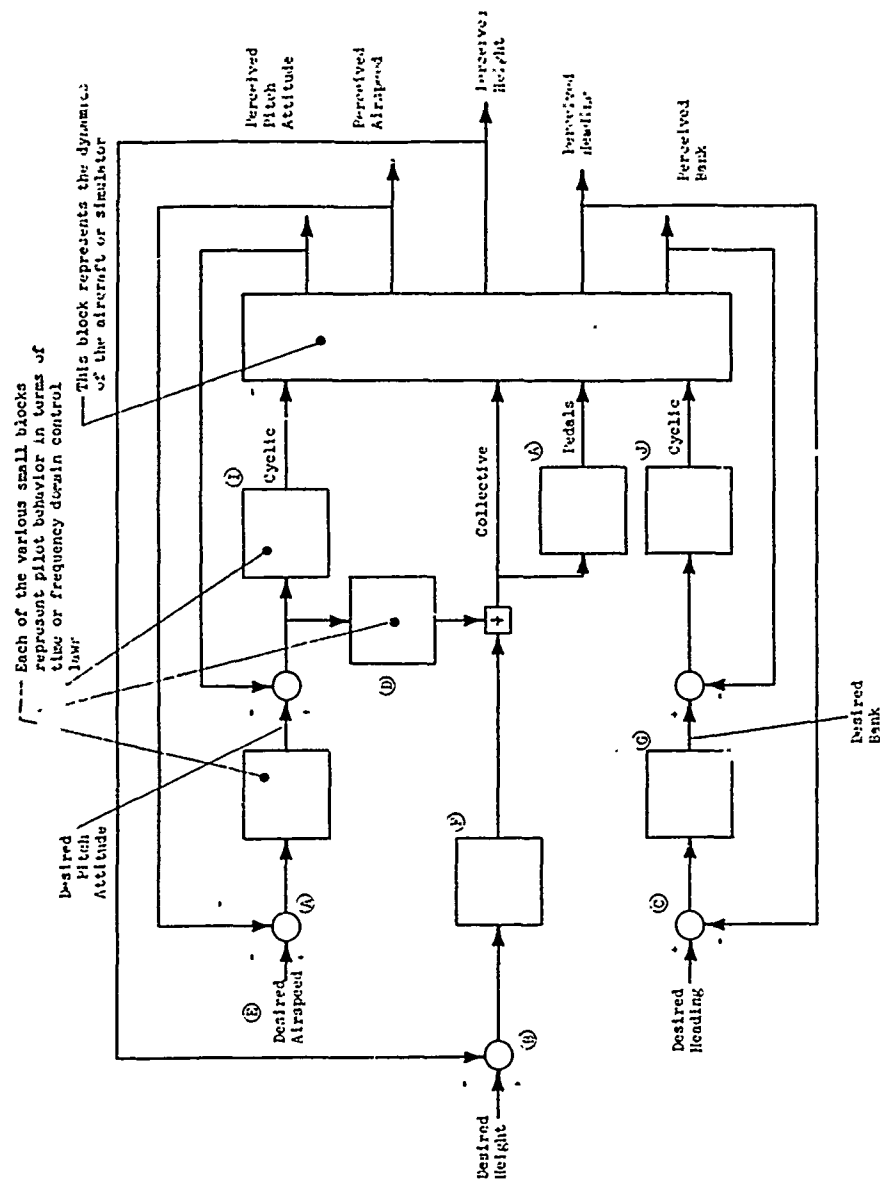 Each of the various small blocks
represent pilot behavior in terms of
time or frequency domain control
laws
This block represents the dynamics
of the aircraft or simulator
Perceived
Pitch
Attitude
Perceived
Airspeed
Perceived
Height
Perceived
Heading
Perceived
Bank
Desired
Pitch
Attitude
(I)
Cyclic
(D)
(E)
Desired
Airspeed
(A)
Collective
(A)
Pedals
(J)
Cyclic
(F)
(B)
Desired
Height
(G)
Desired
Bank
(C)
Desired
Heading